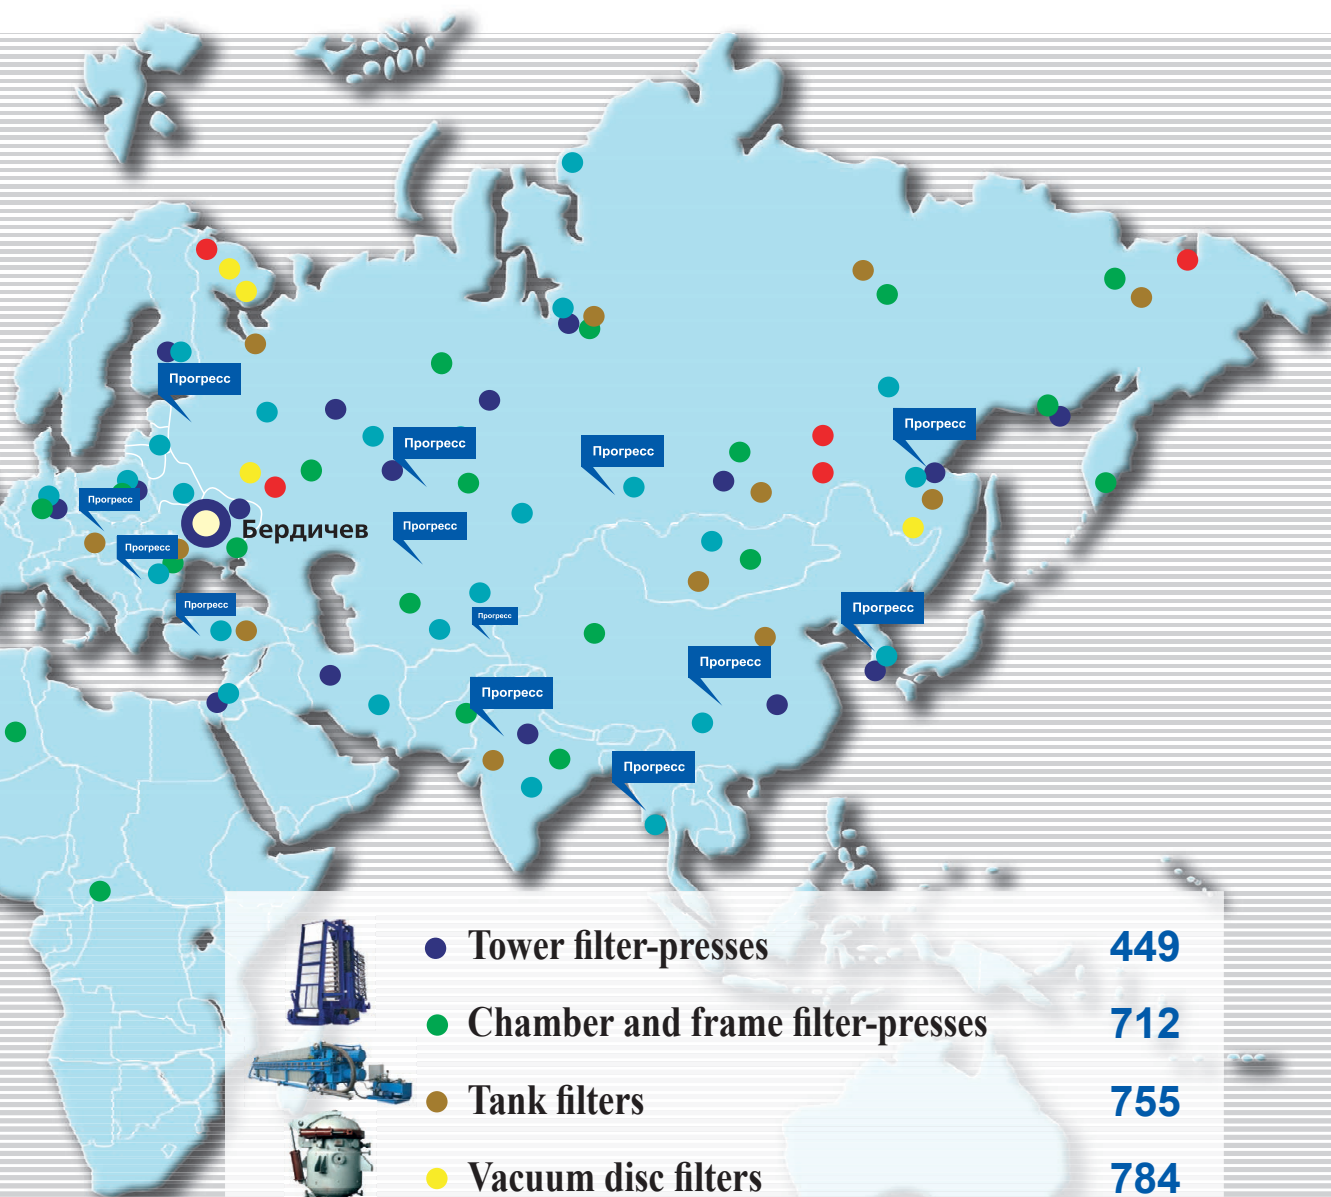 Прогресс
Прогресс
Прогресс
Прогресс
Прогресс
Прогресс
Бердичев
Прогресс
Прогресс
Прогресс
Прогресс
Прогресс
Прогресс
Прогресс
Tower filter-presses 449
Chamber and frame filter-presses 712
Tank filters 755
Vacuum disc filters 784